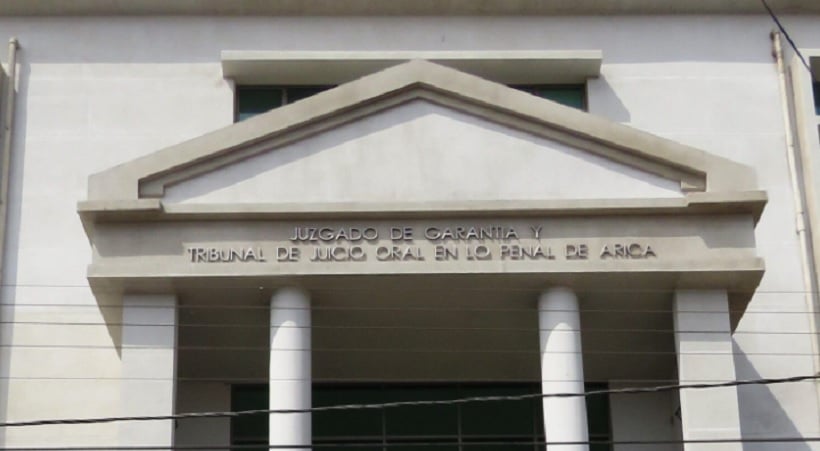 JUZGADO DE GARANTIA Y
TRIBUNAL DE JUICIO ORAL EN LO PENAL DE ARICA